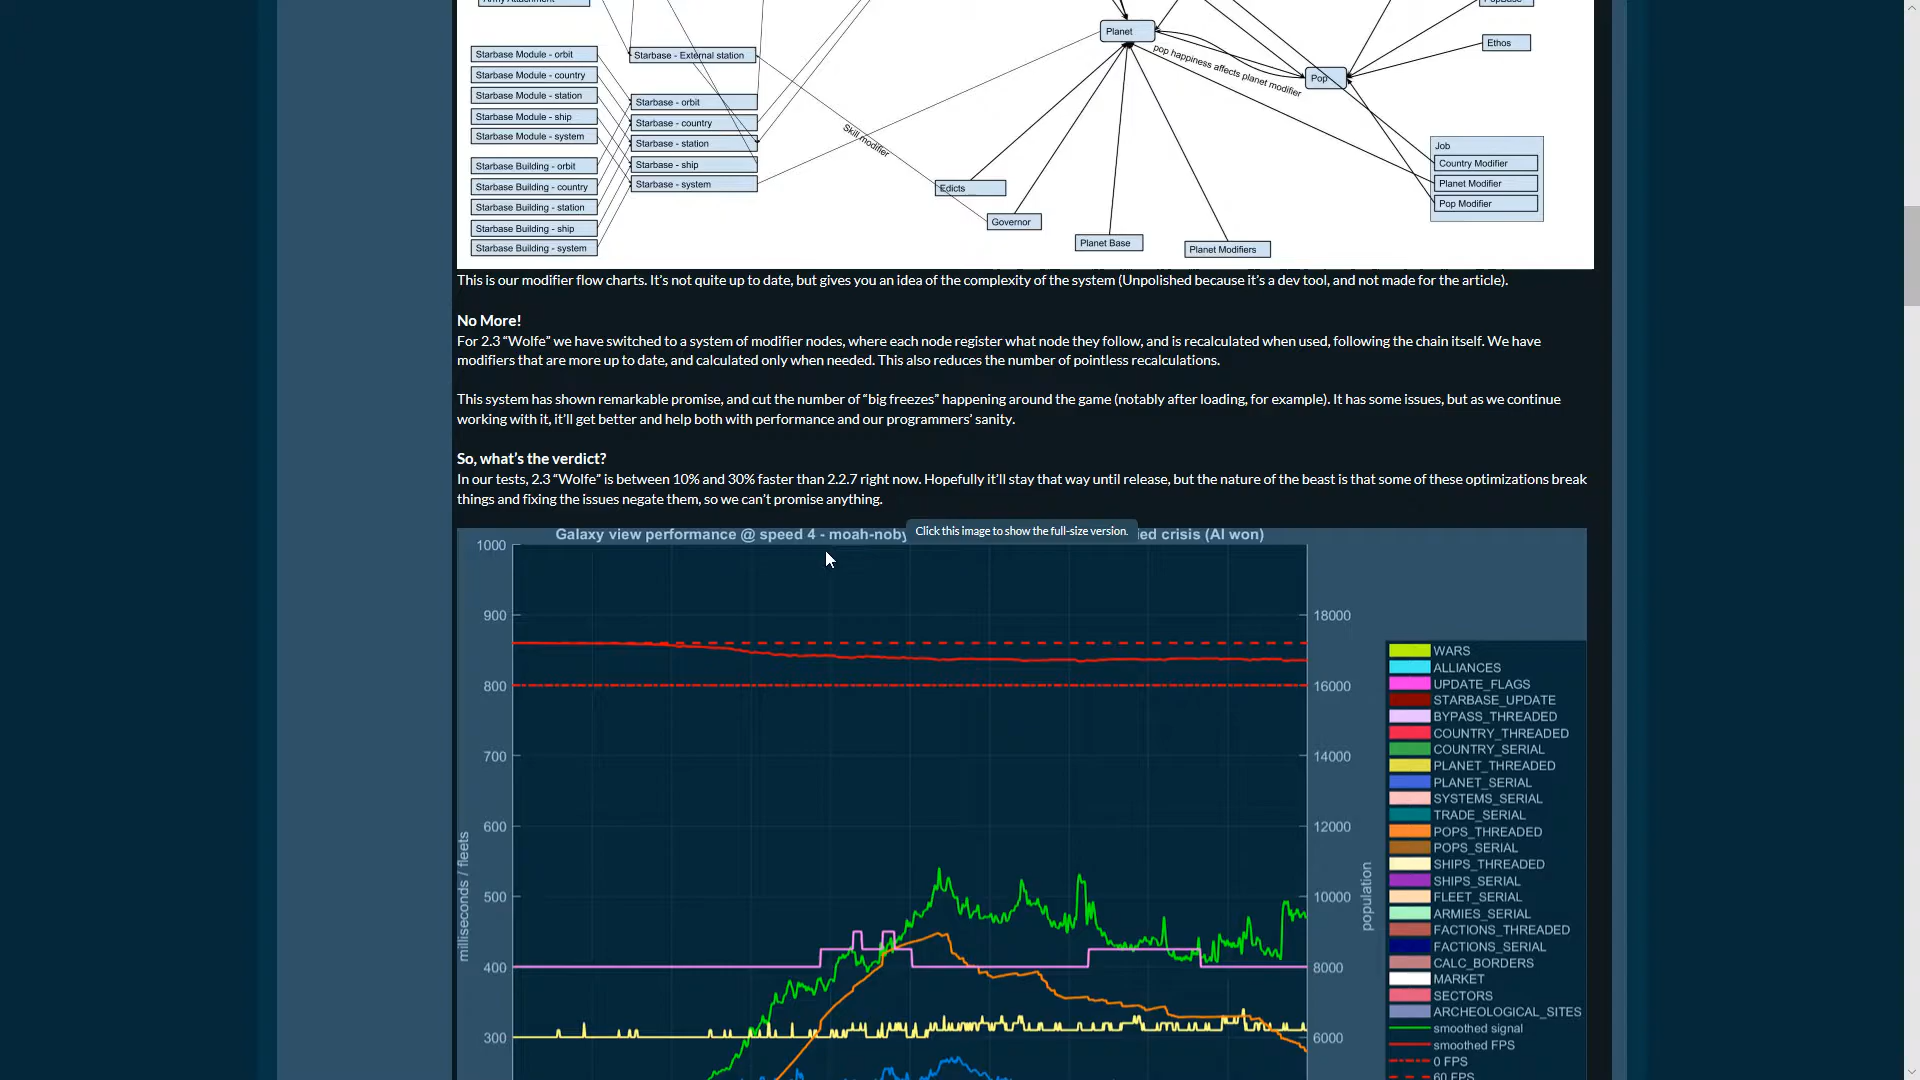 Army Attachment
Starbase Module - orbit
Starbase Module - country
Starbase Module - station
Starbase Module - ship
Starbase Module - system
Starbase Building - orbit
Starbase Building - country
Starbase Building - station
Starbase Building - ship
Starbase Building - system
Starbase - External station
Starbase - orbit
Starbase - country
Starbase - station
Starbase - ship
Starbase - system
Skill modifier
Planet
pop happiness affects planet modifier
Pop
PopBase
Ethos
Job
Country Modifier
Planet Modifier
Pop Modifier
Edicts
Governor
Planet Base
Planet Modifiers
This is our modifier flow charts. It's not quite up to date, but gives you an idea of the complexity of the system (Unpolished because it's a dev tool, and not made for the article).
No More!
For 2.3 “Wolfe” we have switched to a system of modifier nodes, where each node register what node they follow, and is recalculated when used, following the chain itself. We have
modifiers that are more up to date, and calculated only when needed. This also reduces the number of pointless recalculations.
This system has shown remarkable promise, and cut the number of “big freezes” happening around the game (notably after loading, for example). It has some issues, but as we continue
working with it, it'll get better and help both with performance and our programmers' sanity.
So, what's the verdict?
In our tests, 2.3 “Wolfe” is between 10% and 30% faster than 2.2.7 right now. Hopefully it'll stay that way until release, but the nature of the beast is that some of these optimizations break
things and fixing the issues negate them, so we can't promise anything.
Galaxy view performance @ speed 4 - moah-noby
Click this image to show the full-size version.
ed crisis (AI won)
1000
900
800
700
600
500
400
300
milliseconds / fleets
18000
16000
14000
12000
10000
8000
6000
population
WARS
ALLIANCES
UPDATE_FLAGS
STARBASE_UPDATE
BYPASS_THREADED
COUNTRY_THREADED
COUNTRY_SERIAL
PLANET_THREADED
PLANET_SERIAL
SYSTEMS_SERIAL
TRADE_SERIAL
POPS_THREADED
POPS_SERIAL
SHIPS_THREADED
SHIPS_SERIAL
FLEET_SERIAL
ARMIES_SERIAL
FACTIONS_THREADED
FACTIONS_SERIAL
CALC_BORDERS
MARKET
SECTORS
ARCHEOLOGICAL_SITES
smoothed signal
smoothed FPS
0 FPS
60 FPS